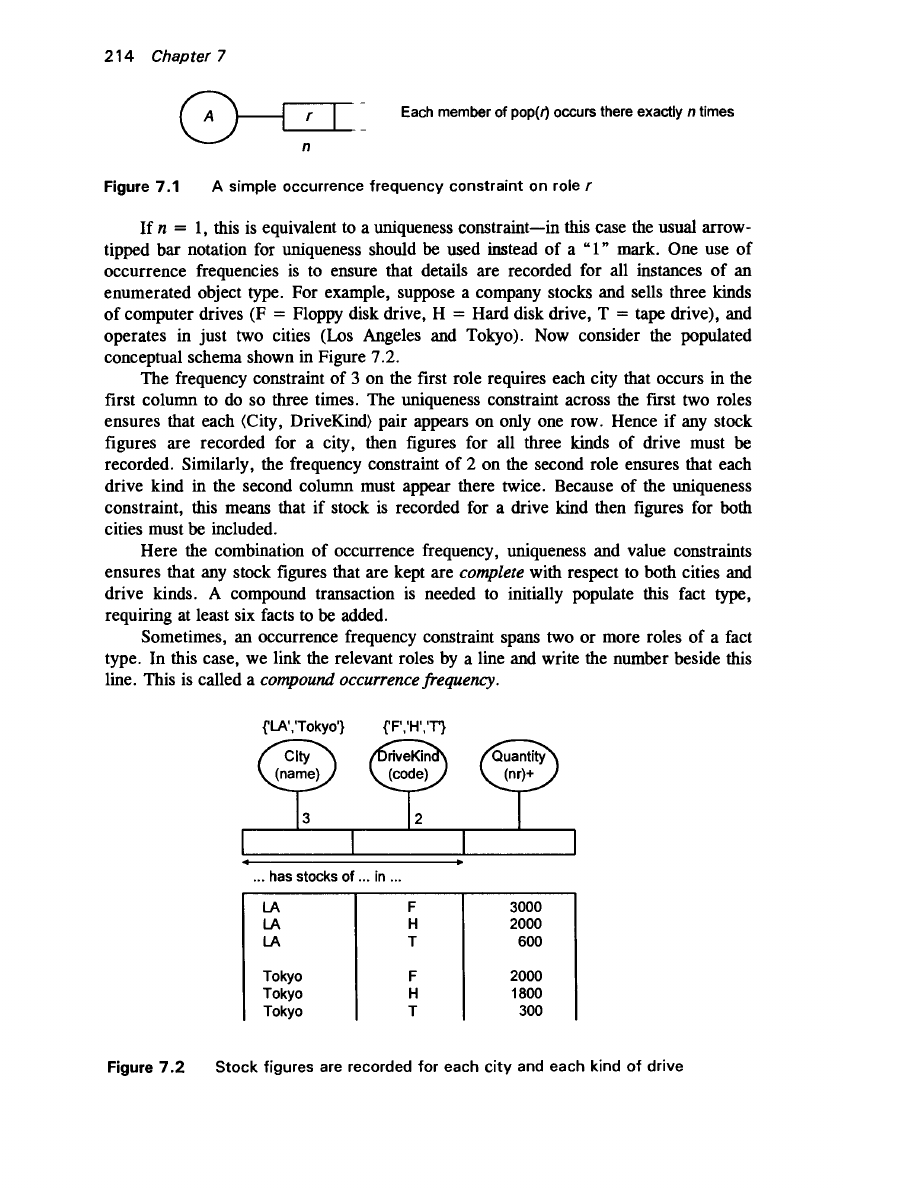 214 Chapter 7
A
r
Each member of pop(r) occurs there exactly n times
n
Figure 7.1 A simple occurrence frequency constraint on role r
If n = 1, this is equivalent to a uniqueness constraint—in this case the usual arrow-
tipped bar notation for uniqueness should be used instead of a “1” mark. One use of
occurrence frequencies is to ensure that details are recorded for all instances of an
enumerated object type. For example, suppose a company stocks and sells three kinds
of computer drives (F = Floppy disk drive, H = Hard disk drive, T = tape drive), and
operates in just two cities (Los Angeles and Tokyo). Now consider the populated
conceptual schema shown in Figure 7.2.
The frequency constraint of 3 on the first role requires each city that occurs in the
first column to do so three times. The uniqueness constraint across the first two roles
ensures that each ⟨City, DriveKind⟩ pair appears on only one row. Hence if any stock
figures are recorded for a city, then figures for all three kinds of drive must be
recorded. Similarly, the frequency constraint of 2 on the second role ensures that each
drive kind in the second column must appear there twice. Because of the uniqueness
constraint, this means that if stock is recorded for a drive kind then figures for both
cities must be included.
Here the combination of occurrence frequency, uniqueness and value constraints
ensures that any stock figures that are kept are complete with respect to both cities and
drive kinds. A compound transaction is needed to initially populate this fact type,
requiring at least six facts to be added.
Sometimes, an occurrence frequency constraint spans two or more roles of a fact
type. In this case, we link the relevant roles by a line and write the number beside this
line. This is called a compound occurrence frequency.
{'LA','Tokyo'} {'F','H','T'}
City DriveKind Quantity
(name) (code) (nr)+
3 2
... has stocks of ... in ...
LA F 3000
LA H 2000
LA T 600
Tokyo F 2000
Tokyo H 1800
Tokyo T 300
Figure 7.2 Stock figures are recorded for each city and each kind of drive